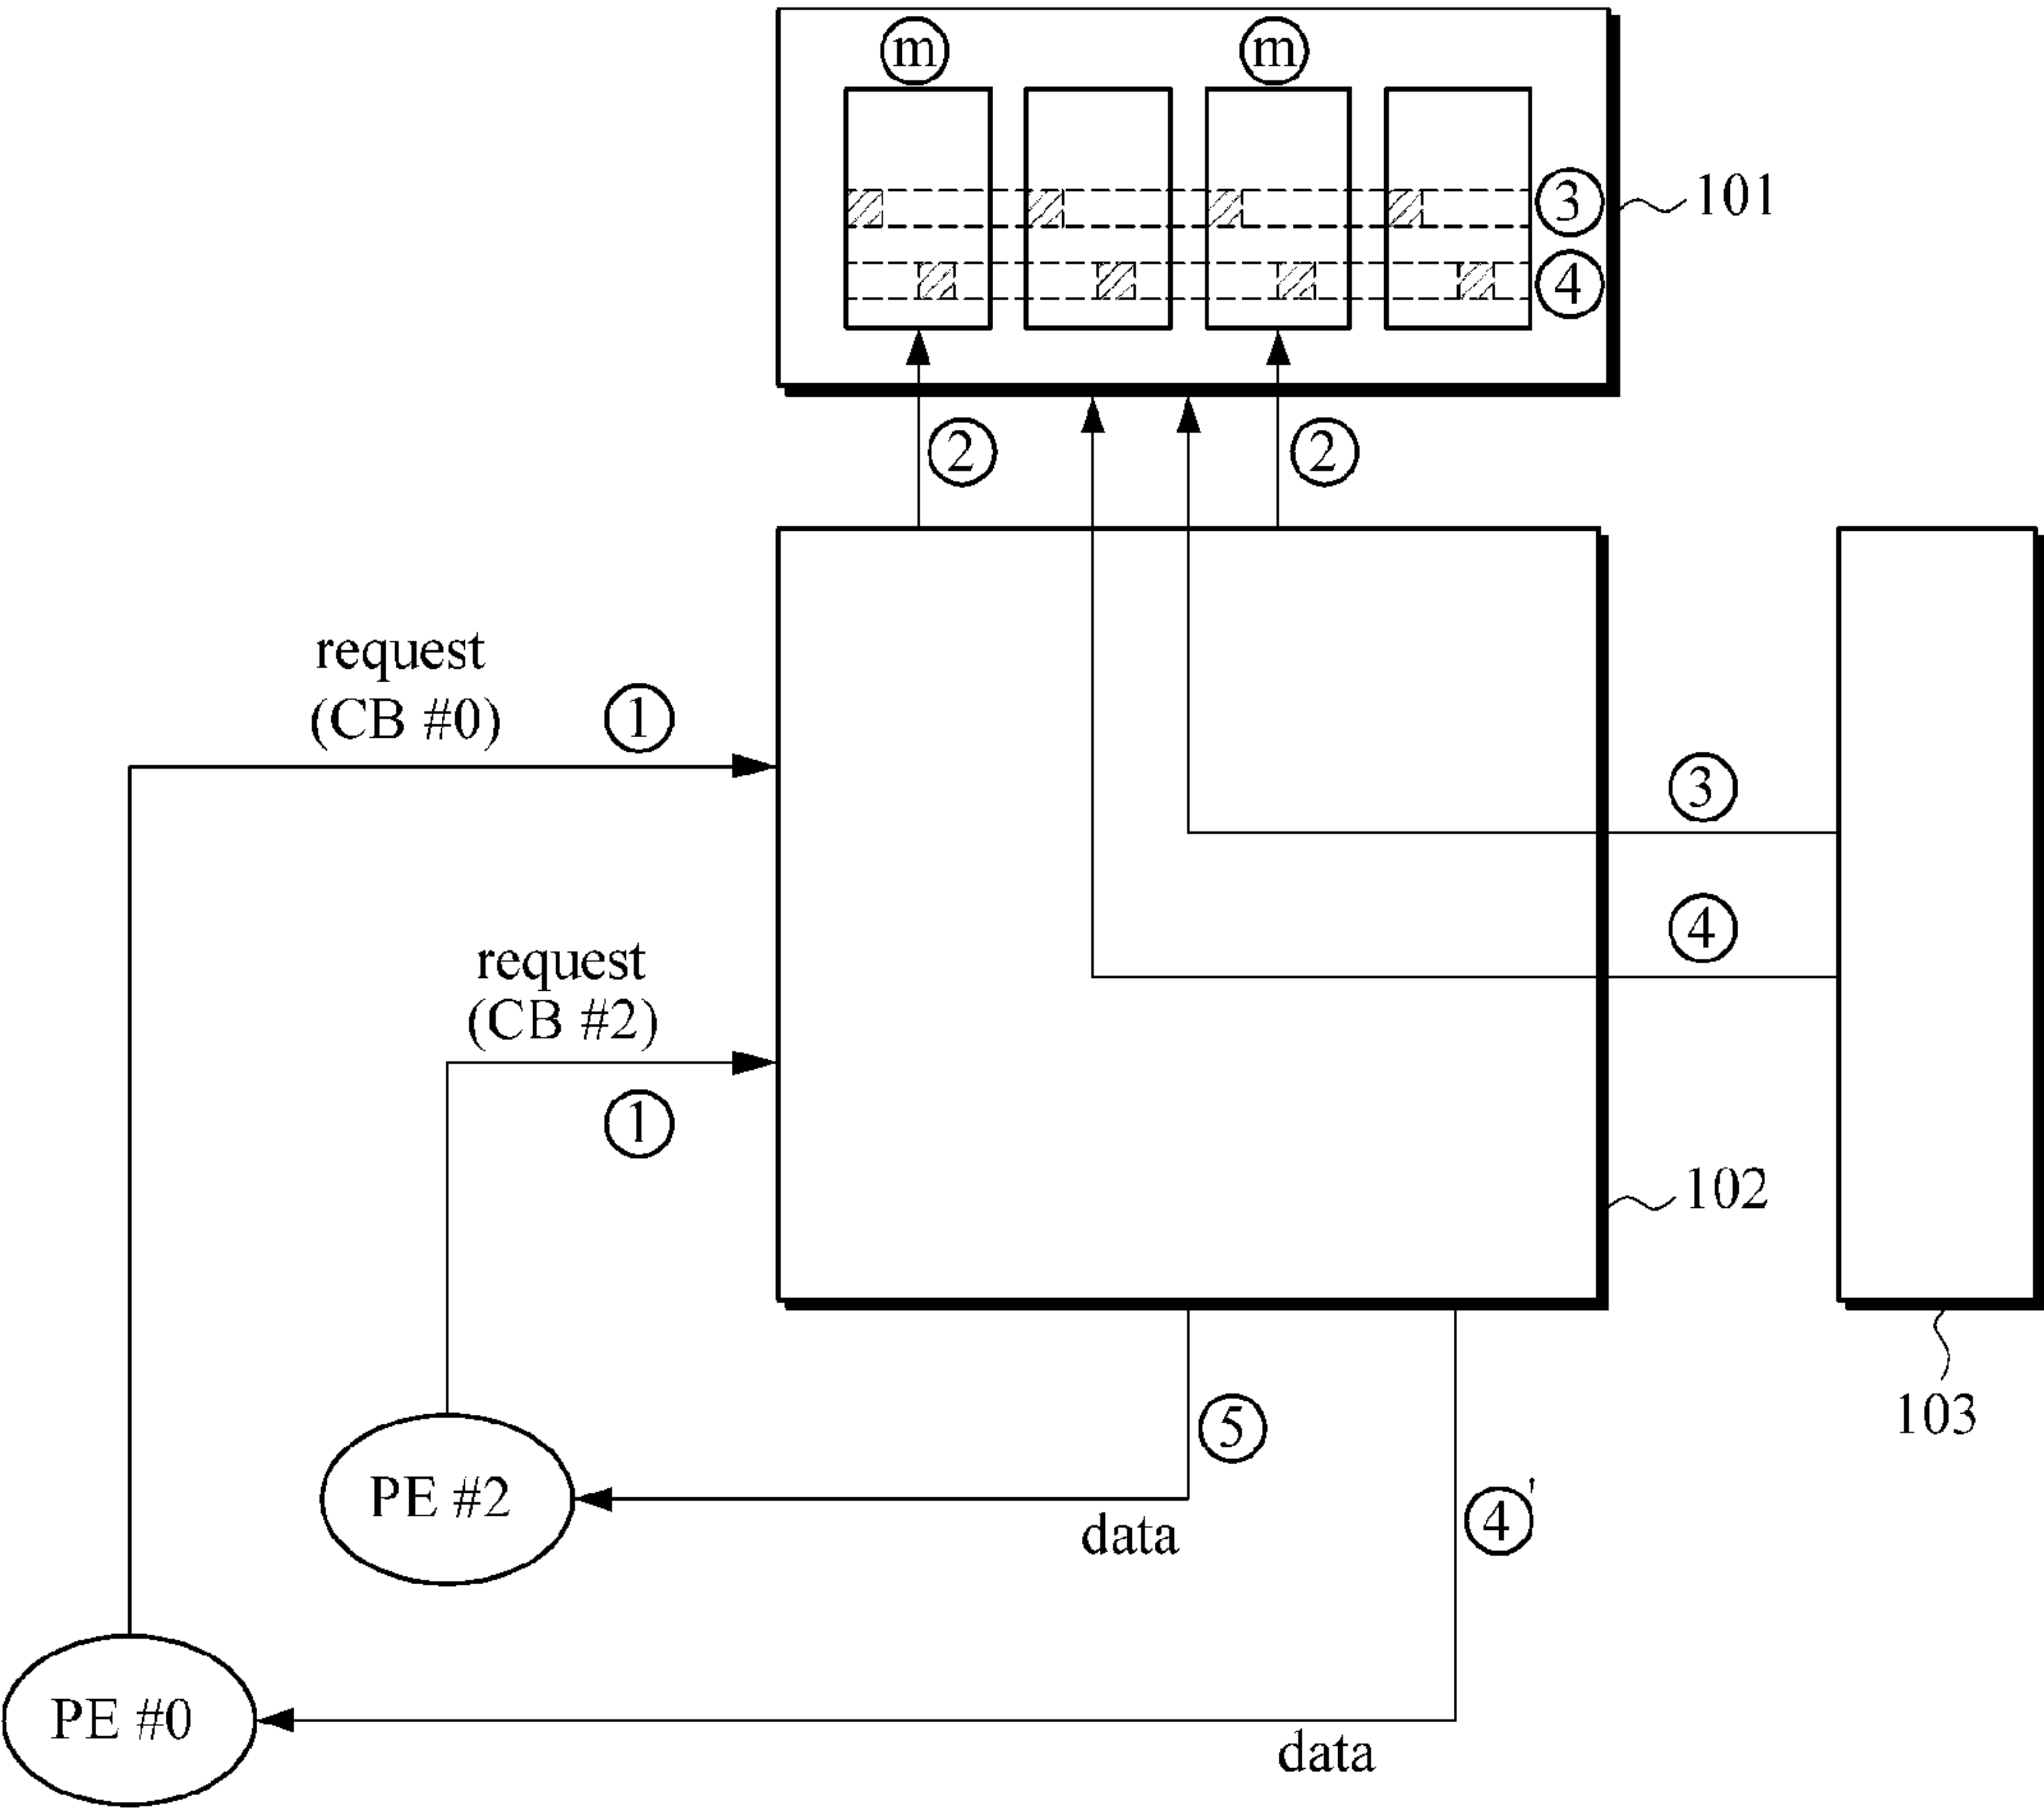 m m
3
101
4
2 2
request
(CB #0)
1
3
4
request
(CB #2)
1
102
103
5
PE #2
4'
data
PE #0
data